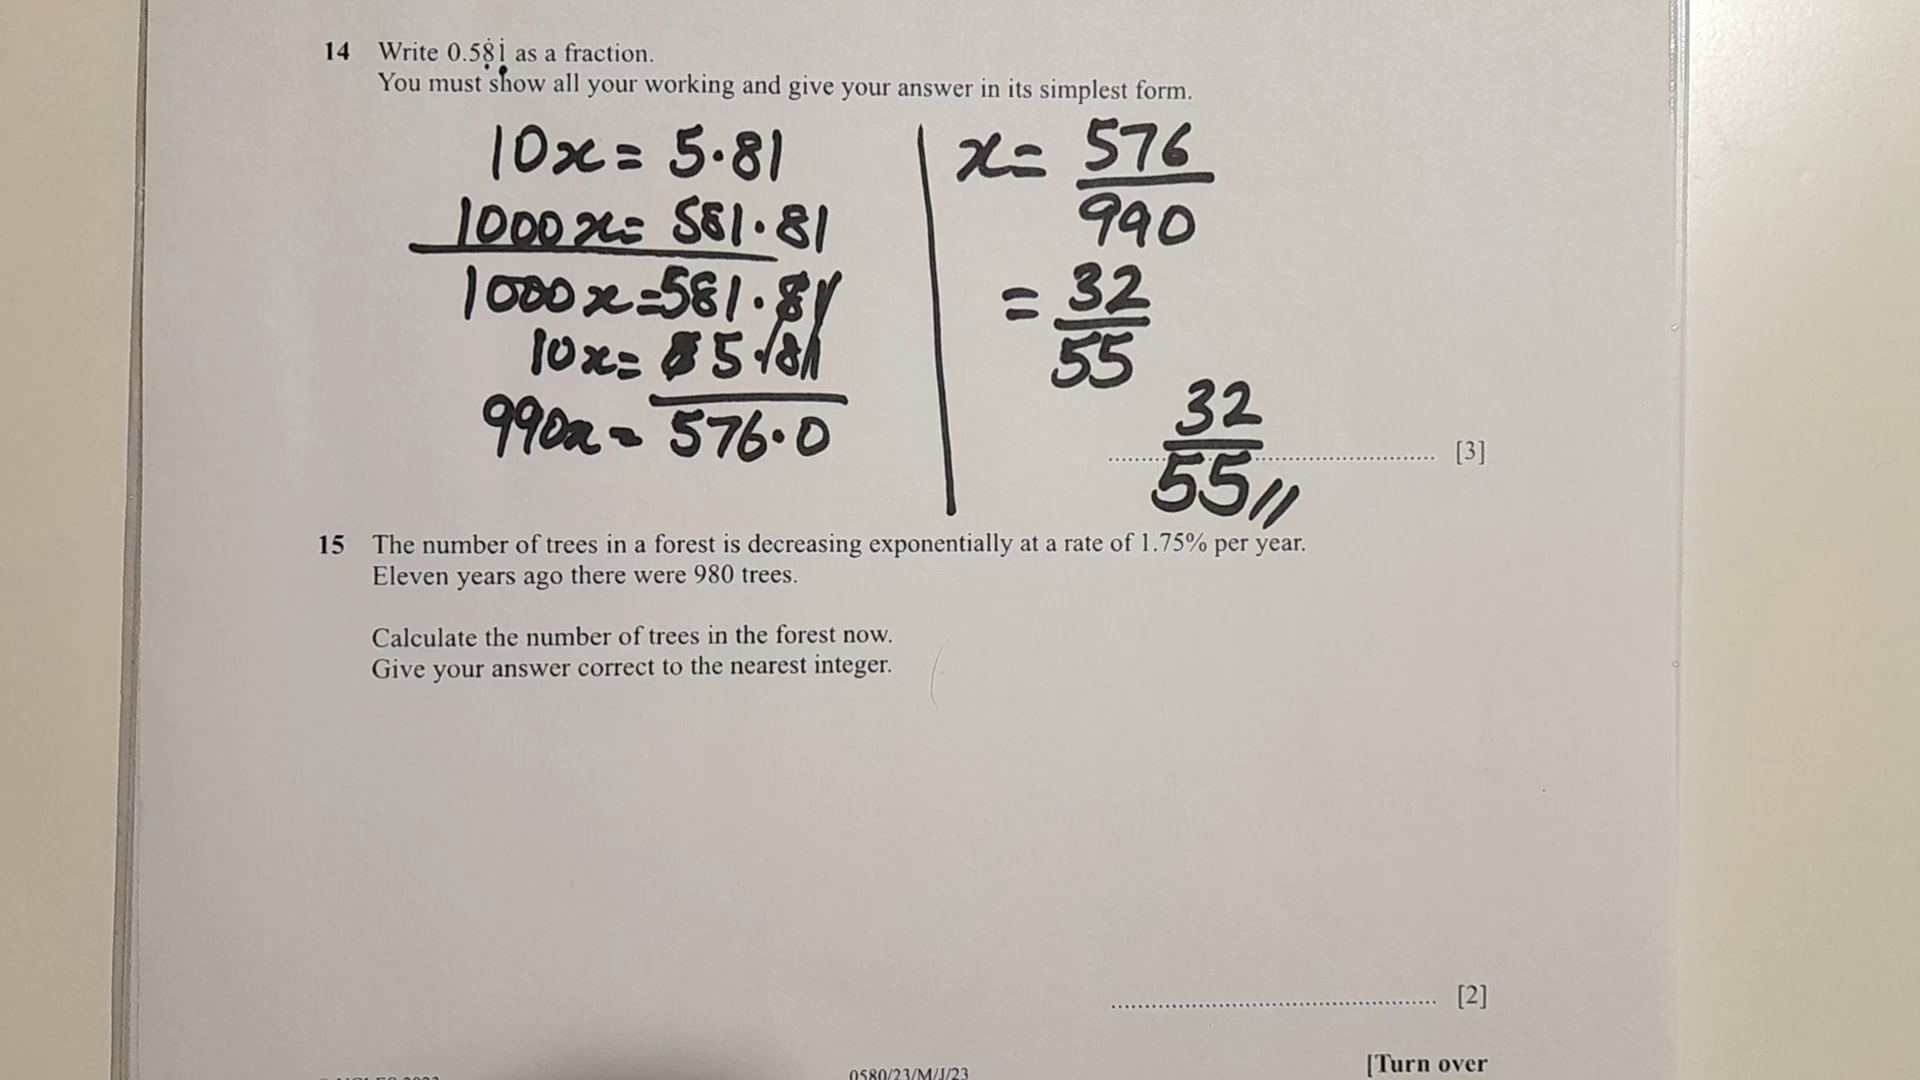 14 Write 0.58̇1̇ as a fraction.
You must show all your working and give your answer in its simplest form.
10x = 5.81
1000x = 581.81
1000x = 581.81
10x = 5.81
990x = 576.0
x = 576/990
= 32/55
32/55 //
[3]
15 The number of trees in a forest is decreasing exponentially at a rate of 1.75% per year.
Eleven years ago there were 980 trees.
Calculate the number of trees in the forest now.
Give your answer correct to the nearest integer.
[2]
0580/23/M/J/23
[Turn over